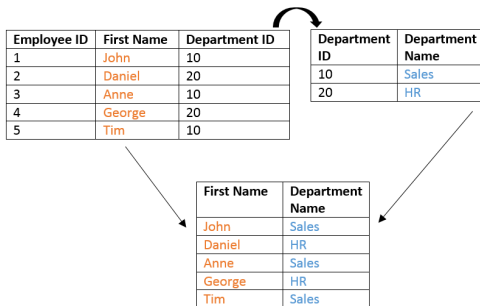 Employee ID First Name Department ID
1 John 10
2 Daniel 20
3 Anne 10
4 George 20
5 Tim 10
Department ID Department Name
10 Sales
20 HR
First Name Department Name
John Sales
Daniel HR
Anne Sales
George HR
Tim Sales